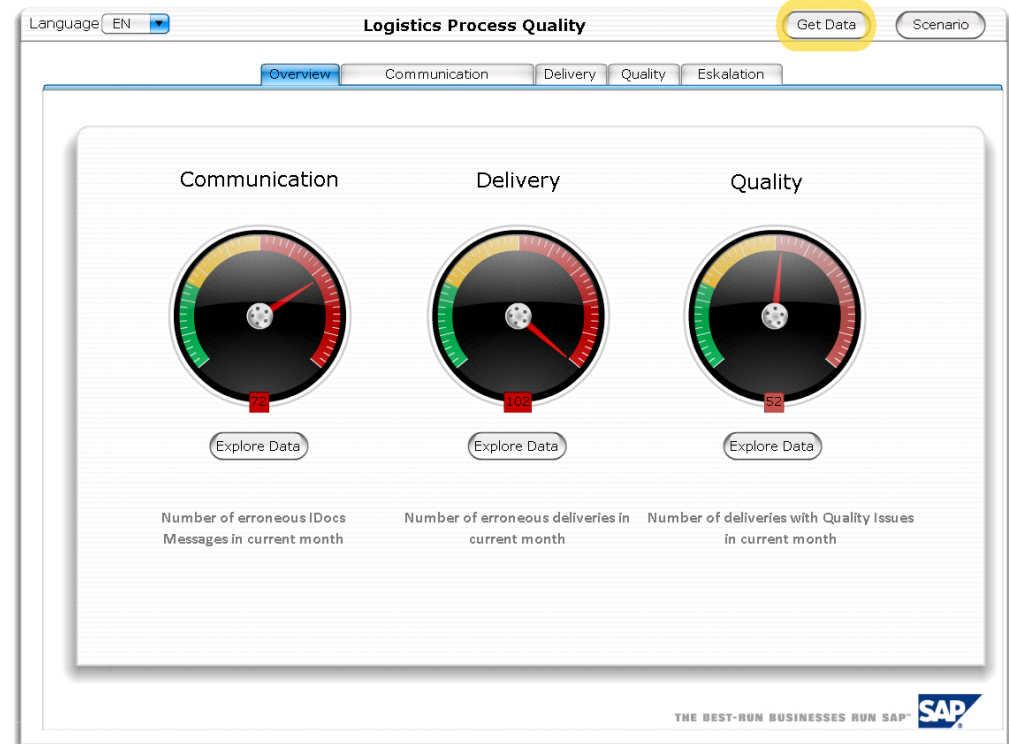 Language EN Logistics Process Quality Get Data Scenario
Overview Communication Delivery Quality Eskalation
Communication Delivery Quality
72 102 52
Explore Data Explore Data Explore Data
Number of erroneous IDocs
Messages in current month
Number of erroneous deliveries in
current month
Number of deliveries with Quality Issues
in current month
THE BEST-RUN BUSINESSES RUN SAP™ SAP